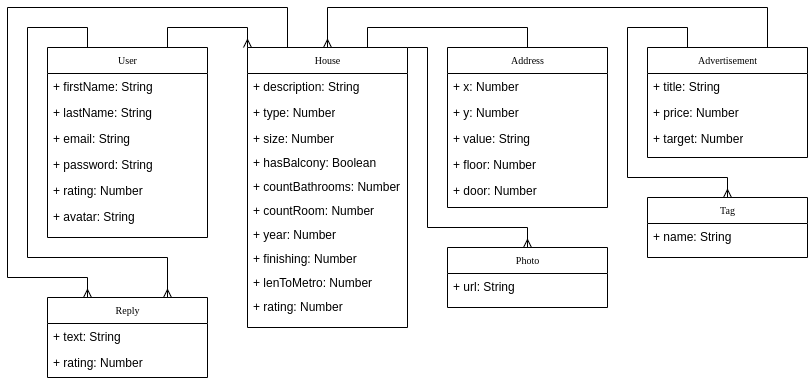 User
+ firstName: String
+ lastName: String
+ email: String
+ password: String
+ rating: Number
+ avatar: String
House
+ description: String
+ type: Number
+ size: Number
+ hasBalcony: Boolean
+ countBathrooms: Number
+ countRoom: Number
+ year: Number
+ finishing: Number
+ lenToMetro: Number
+ rating: Number
Address
+ x: Number
+ y: Number
+ value: String
+ floor: Number
+ door: Number
Advertisement
+ title: String
+ price: Number
+ target: Number
Tag
+ name: String
Photo
+ url: String
Reply
+ text: String
+ rating: Number